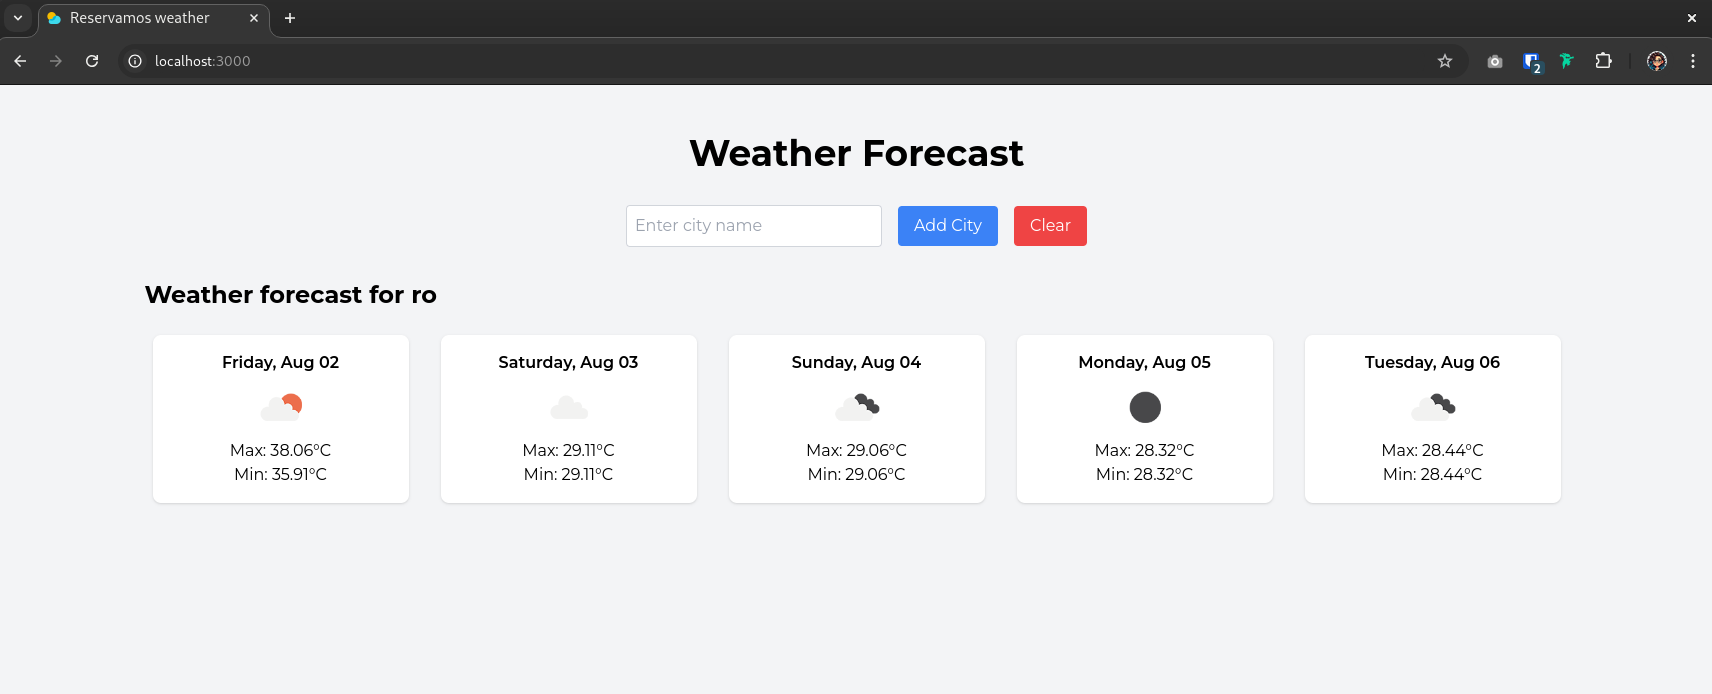 Reservamos weather
localhost:3000
2
Weather Forecast
Enter city name
Add City
Clear
Weather forecast for ro
Friday, Aug 02
Max: 38.06°C
Min: 35.91°C
Saturday, Aug 03
Max: 29.11°C
Min: 29.11°C
Sunday, Aug 04
Max: 29.06°C
Min: 29.06°C
Monday, Aug 05
Max: 28.32°C
Min: 28.32°C
Tuesday, Aug 06
Max: 28.44°C
Min: 28.44°C